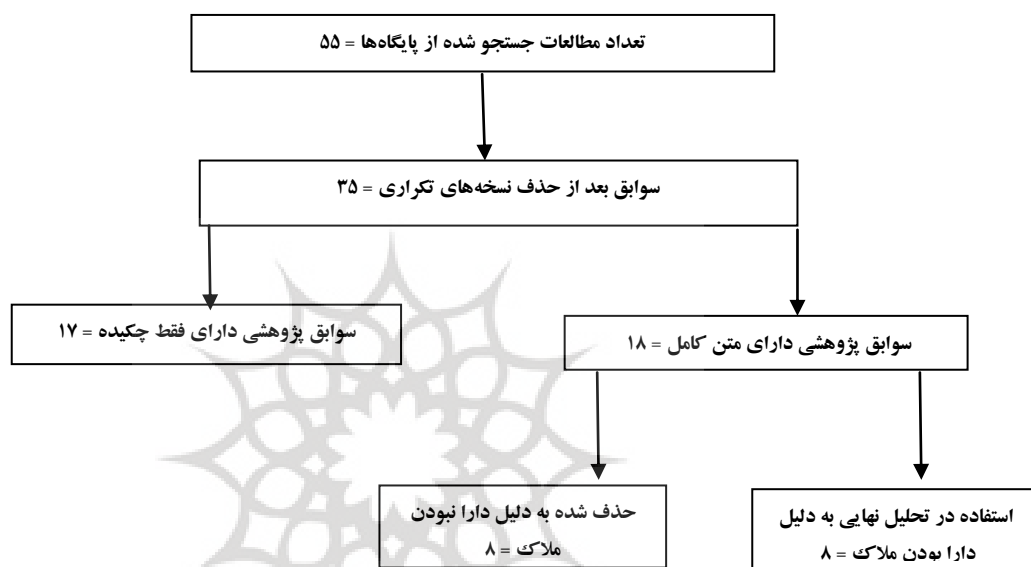 تعداد مطالعات جستجو شده از پایگاه‌ها = ۵۵
سوابق بعد از حذف نسخه‌های تکراری = ۳۵
سوابق پژوهشی دارای متن کامل = ۱۸
سوابق پژوهشی دارای فقط چکیده = ۱۷
استفاده در تحلیل نهایی به دلیل
دارا بودن ملاک = ۸
حذف شده به دلیل دارا نبودن
ملاک = ۸